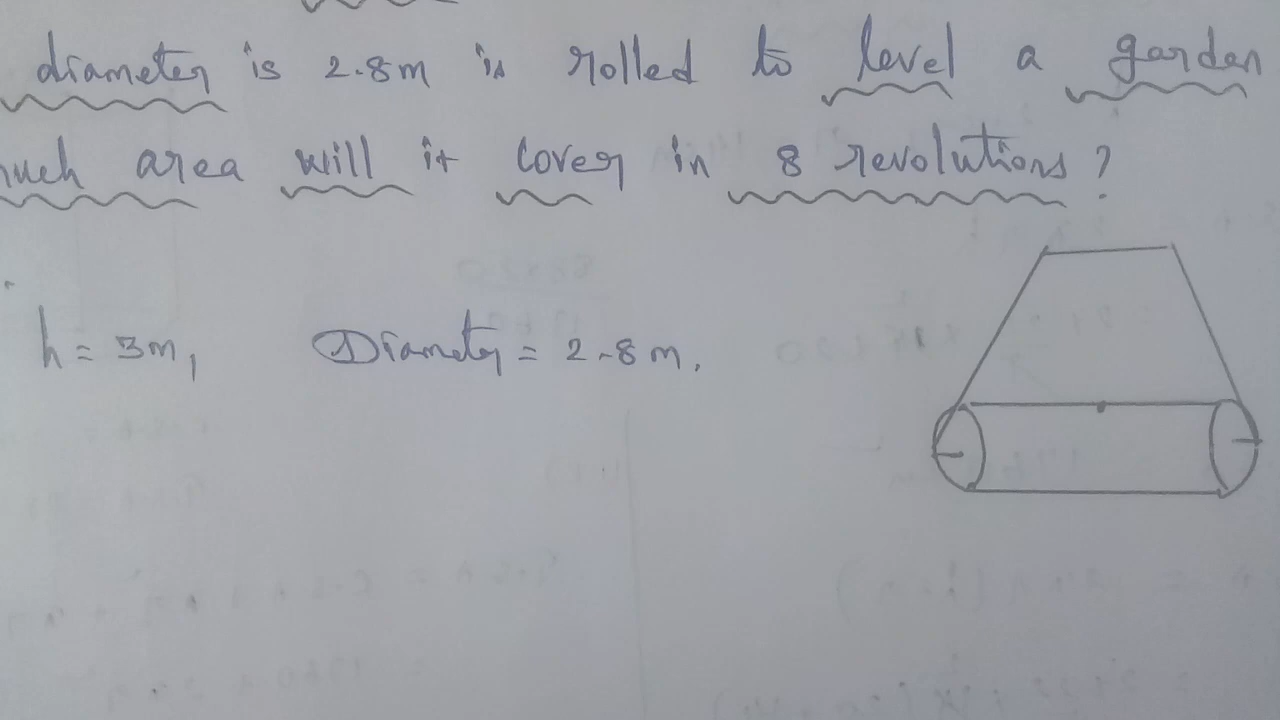 diameter is 2.8m is rolled to level a garden
much area will it cover in 8 revolutions?
h = 3m, Diameter = 2.8m.